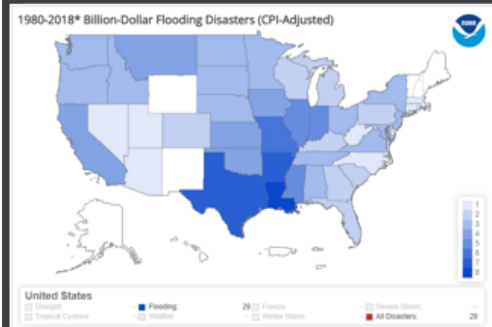 1980-2018* Billion-Dollar Flooding Disasters (CPI-Adjusted)
NOAA
1
2
3
4
5
6
7
8
United States
Drought
Flooding 29
Freeze
Severe Storm
Tropical Cyclone
Wildfire
Winter Storm
All Disasters: 29